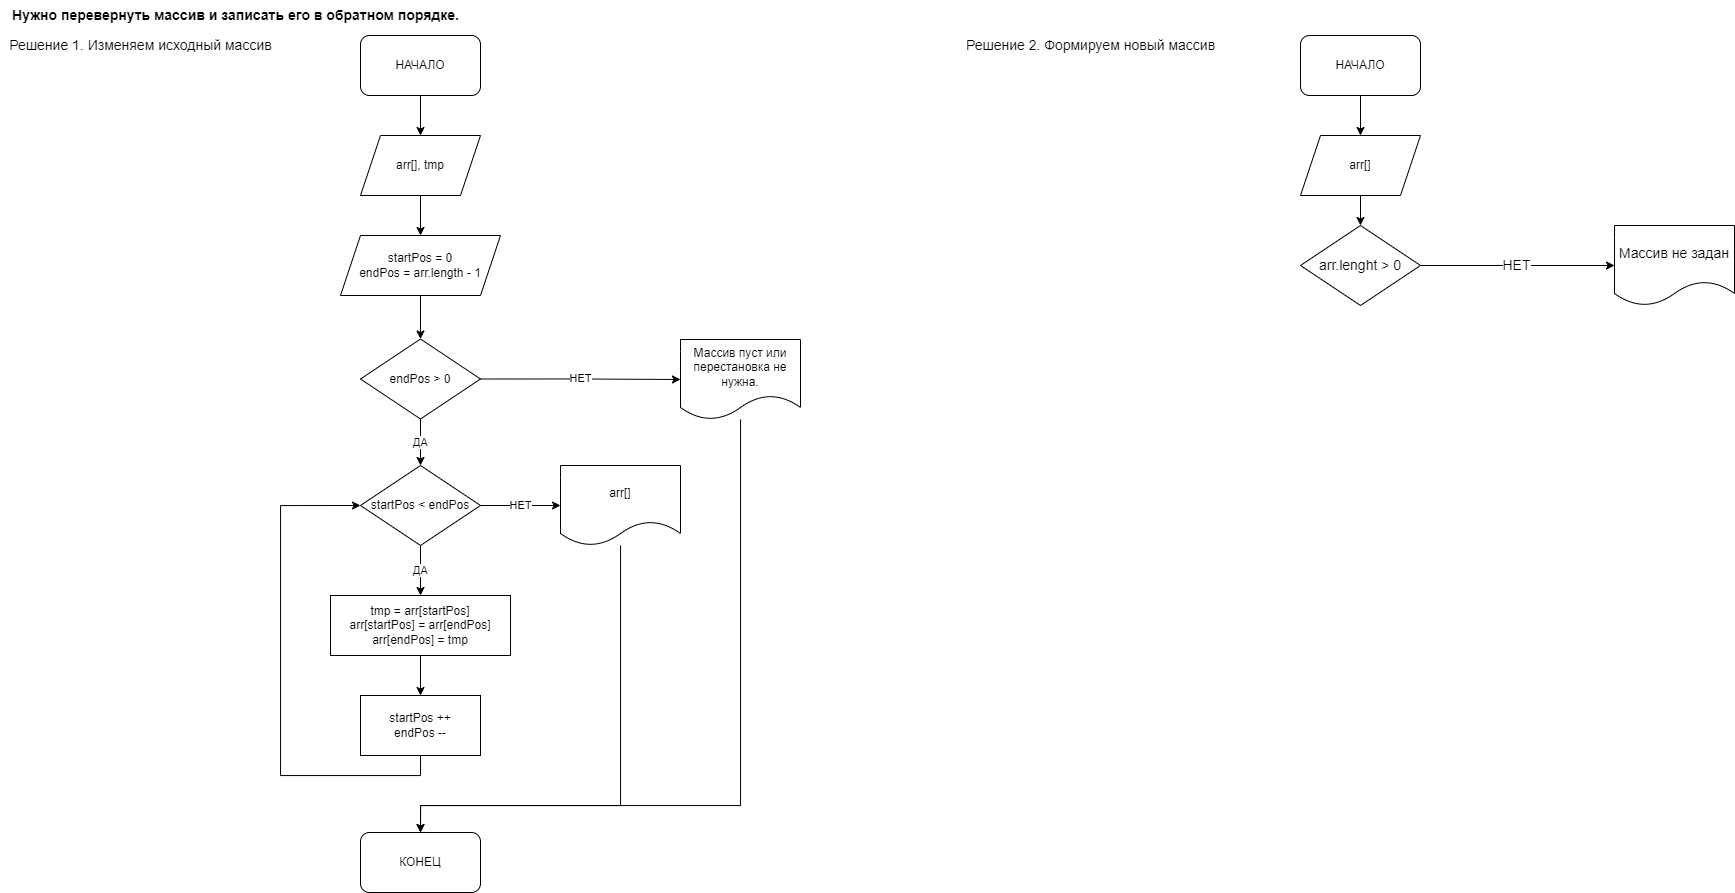 Нужно перевернуть массив и записать его в обратном порядке.
Решение 1. Изменяем исходный массив
НАЧАЛО
arr[], tmp
startPos = 0
endPos = arr.length - 1
endPos > 0
НЕТ
Массив пуст или
перестановка не
нужна.
ДА
startPos < endPos
НЕТ
arr[]
ДА
tmp = arr[startPos]
arr[startPos] = arr[endPos]
arr[endPos] = tmp
startPos ++
endPos --
КОНЕЦ
Решение 2. Формируем новый массив
НАЧАЛО
arr[]
arr.lenght > 0
НЕТ
Массив не задан